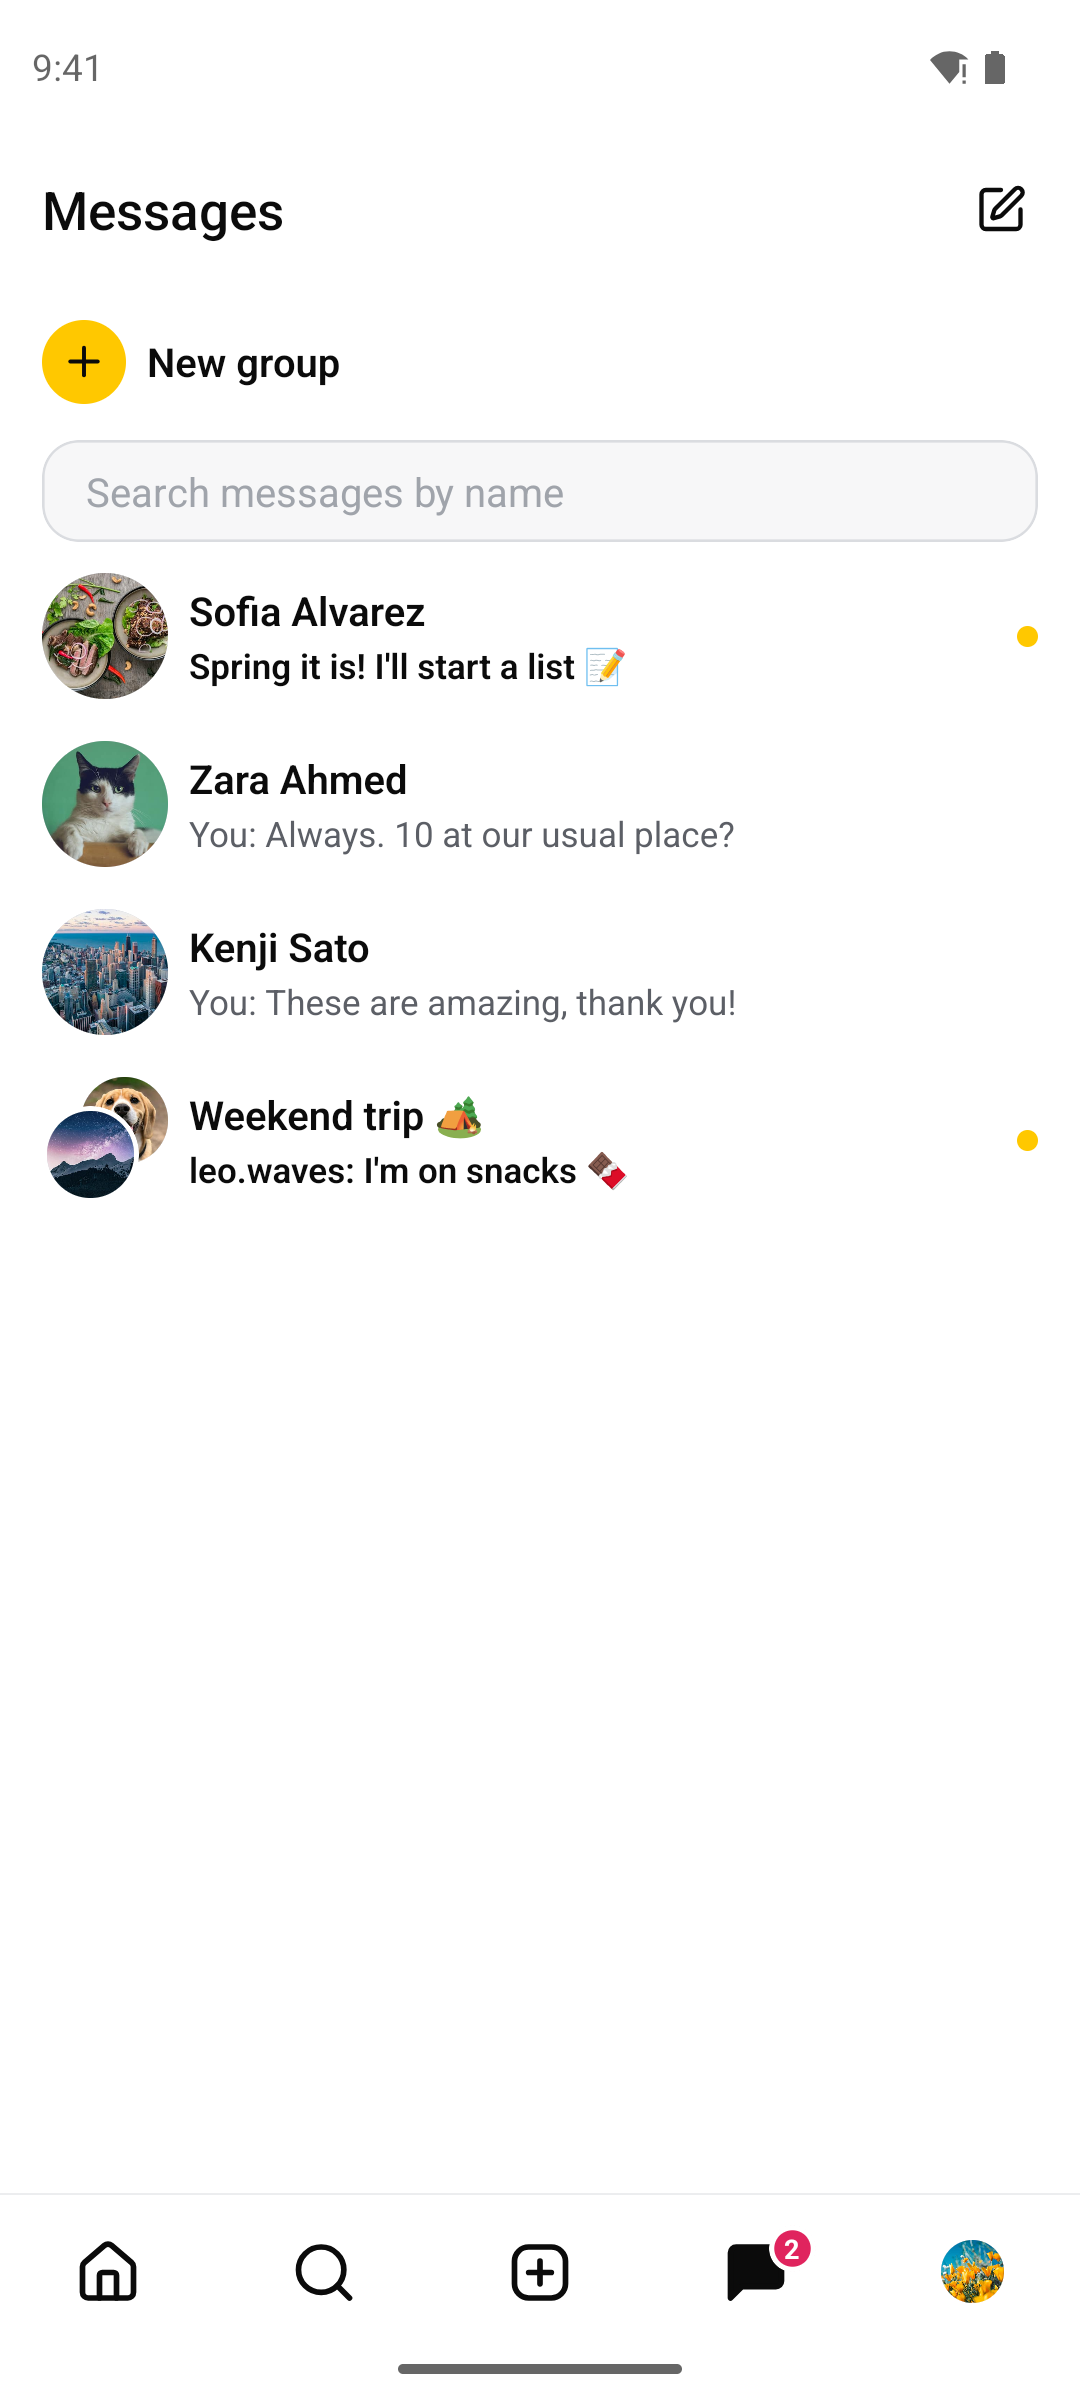 9:41
Messages
New group
Search messages by name
Sofia Alvarez
Spring it is! I'll start a list 📝
Zara Ahmed
You: Always. 10 at our usual place?
Kenji Sato
You: These are amazing, thank you!
Weekend trip 🏕️
leo.waves: I'm on snacks 🍫
2